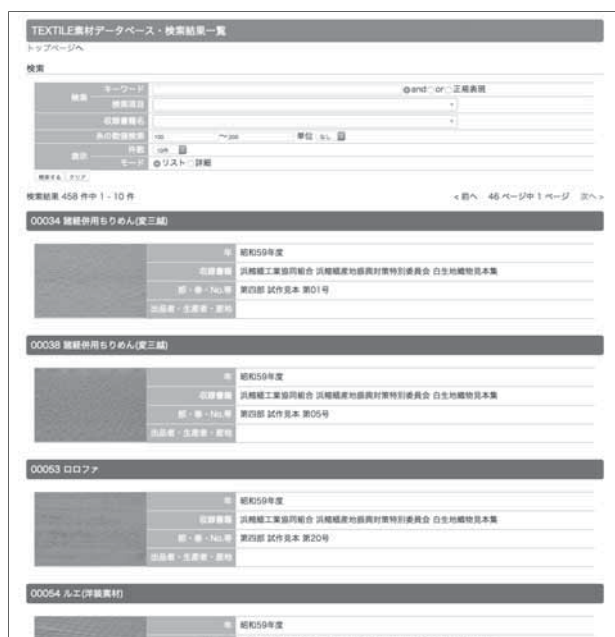 TEXTILE素材データベース・検索結果一覧
トップページへ
検索
検索 キーワード ◎and ○or ○正規表現
検索項目
収録書籍名
糸の数値検索 100 〜200 単位 なし
表示 件数 10件
モード ◎リスト ○詳細
検索する クリア
検索結果 458 件中 1 - 10 件 < 前へ 46 ページ中 1 ページ 次へ >
00034 諸経併用ちりめん(変三越)
年 昭和59年度
収録書籍 浜縮緬工業協同組合 浜縮緬産地振興対策特別委員会 白生地織物見本集
部・巻・No.等 第四部 試作見本 第01号
出品者・生産者・産地
00038 諸経併用ちりめん(変三越)
年 昭和59年度
収録書籍 浜縮緬工業協同組合 浜縮緬産地振興対策特別委員会 白生地織物見本集
部・巻・No.等 第四部 試作見本 第05号
出品者・生産者・産地
00053 ロロファ
年 昭和59年度
収録書籍 浜縮緬工業協同組合 浜縮緬産地振興対策特別委員会 白生地織物見本集
部・巻・No.等 第四部 試作見本 第20号
出品者・生産者・産地
00054 ルエ(洋装素材)
年 昭和59年度